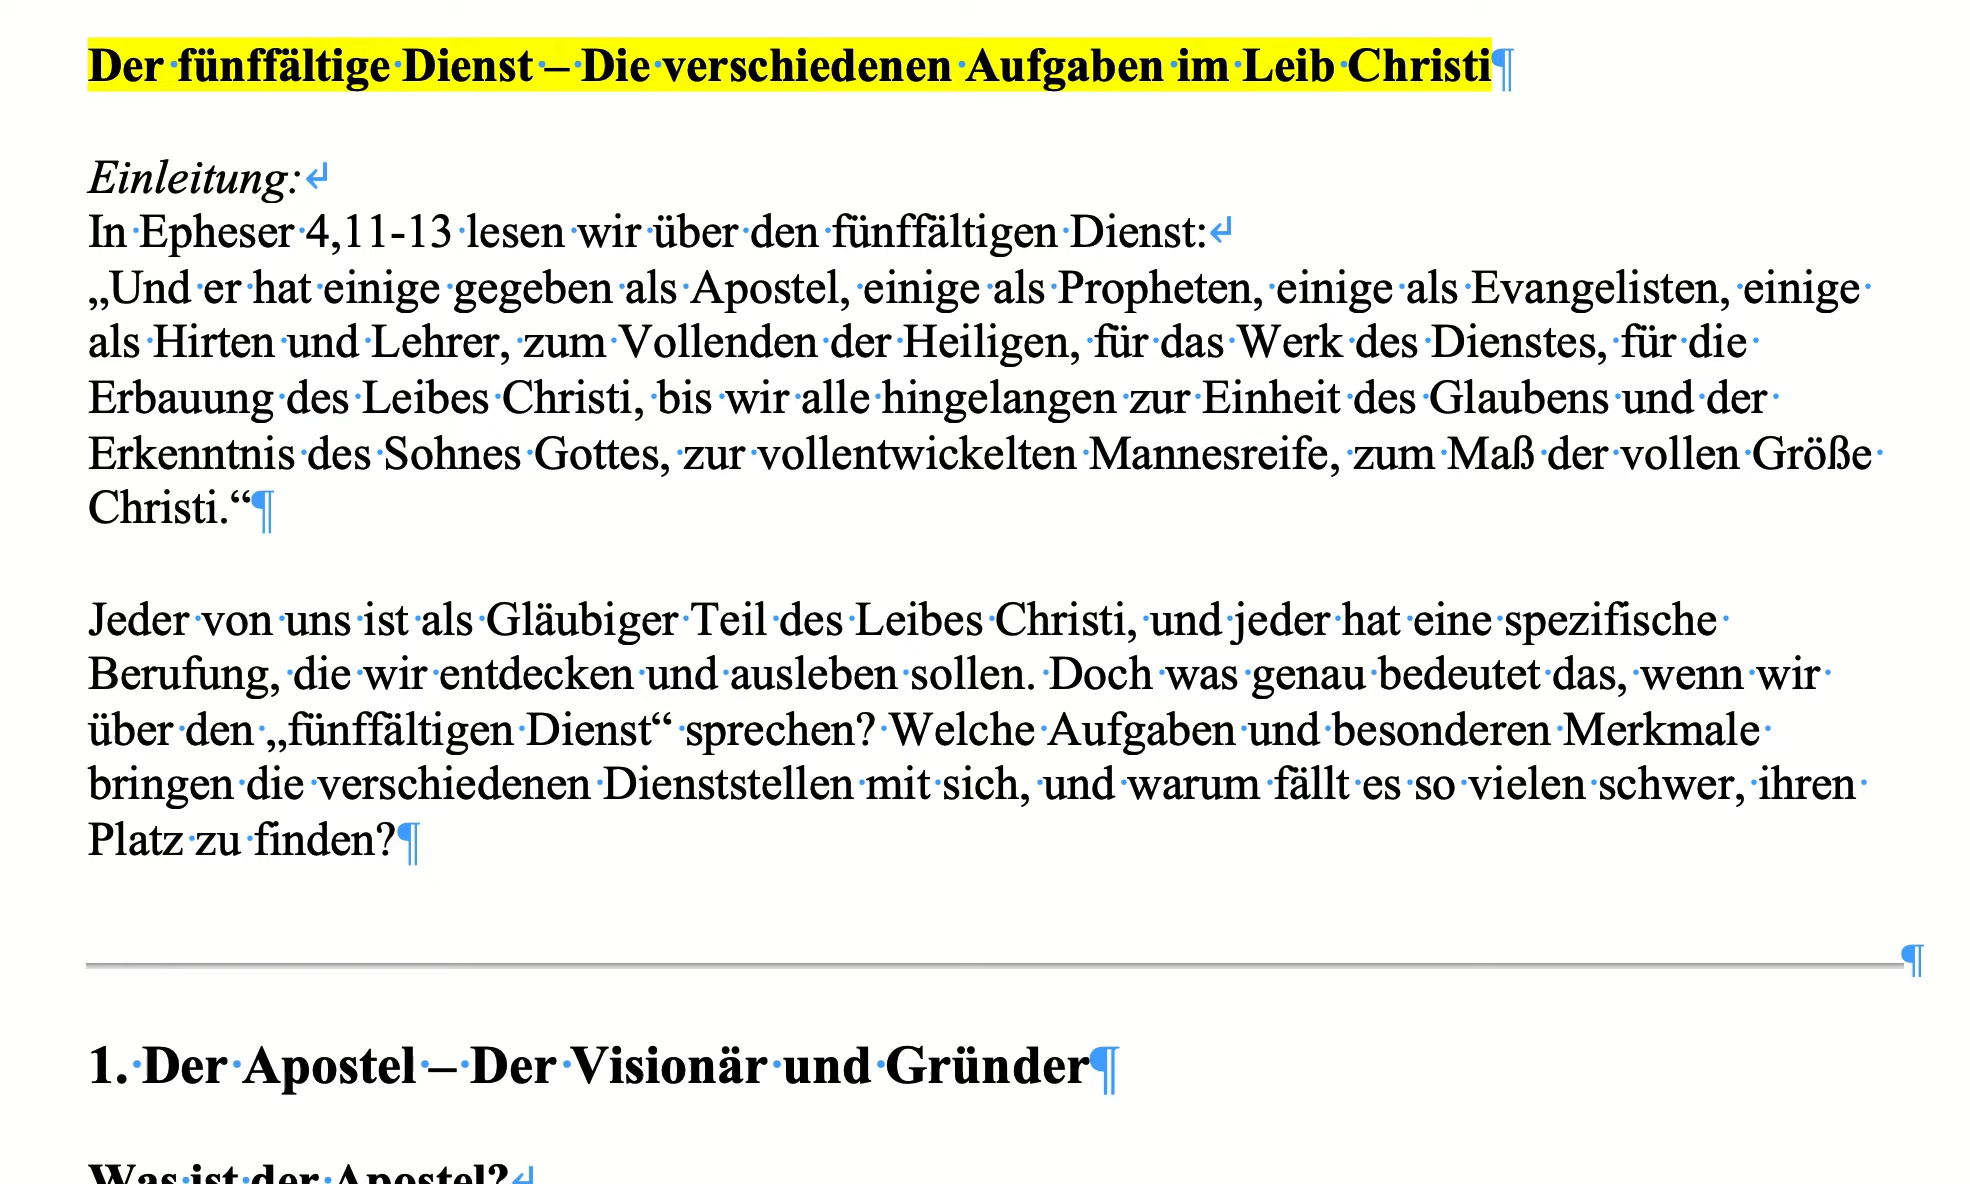 Der fünffältige Dienst – Die verschiedenen Aufgaben im Leib Christi¶
Einleitung:↵
In Epheser 4,11-13 lesen wir über den fünffältigen Dienst:↵
„Und er hat einige gegeben als Apostel, einige als Propheten, einige als Evangelisten, einige
als Hirten und Lehrer, zum Vollenden der Heiligen, für das Werk des Dienstes, für die
Erbauung des Leibes Christi, bis wir alle hingelangen zur Einheit des Glaubens und der
Erkenntnis des Sohnes Gottes, zur vollentwickelten Mannesreife, zum Maß der vollen Größe
Christi.“¶
Jeder von uns ist als Gläubiger Teil des Leibes Christi, und jeder hat eine spezifische
Berufung, die wir entdecken und ausleben sollen. Doch was genau bedeutet das, wenn wir
über den „fünffältigen Dienst“ sprechen? Welche Aufgaben und besonderen Merkmale
bringen die verschiedenen Dienststellen mit sich, und warum fällt es so vielen schwer, ihren
Platz zu finden?¶
¶
1. Der Apostel – Der Visionär und Gründer¶
Was ist der Apostel?↵